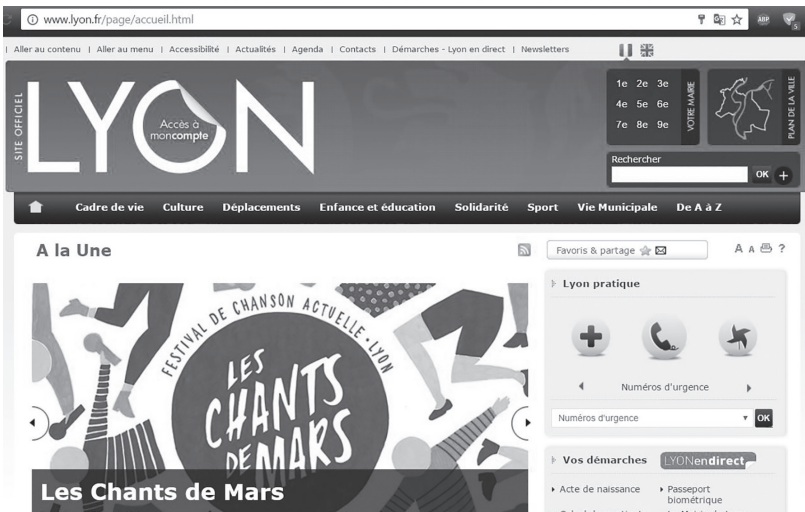 www.lyon.fr/page/accueil.html
ABP
5
Aller au contenu | Aller au menu | Accessibilité | Actualités | Agenda | Contacts | Démarches - Lyon en direct | Newsletters
SITE OFFICIEL
LYON
Accès à
moncompte
1e 2e 3e
4e 5e 6e
7e 8e 9e
VOTRE MAIRIE
PLAN DE LA VILLE
Rechercher
OK +
Cadre de vie Culture Déplacements Enfance et éducation Solidarité Sport Vie Municipale De A à Z
A la Une
Favoris & partage
A A ?
FESTIVAL DE CHANSON ACTUELLE • LYON
LES
CHANTS
DE MARS
Les Chants de Mars
Lyon pratique
Numéros d'urgence
Numéros d'urgence OK
Vos démarches LYONendirect
Acte de naissance
Passeport
biométrique